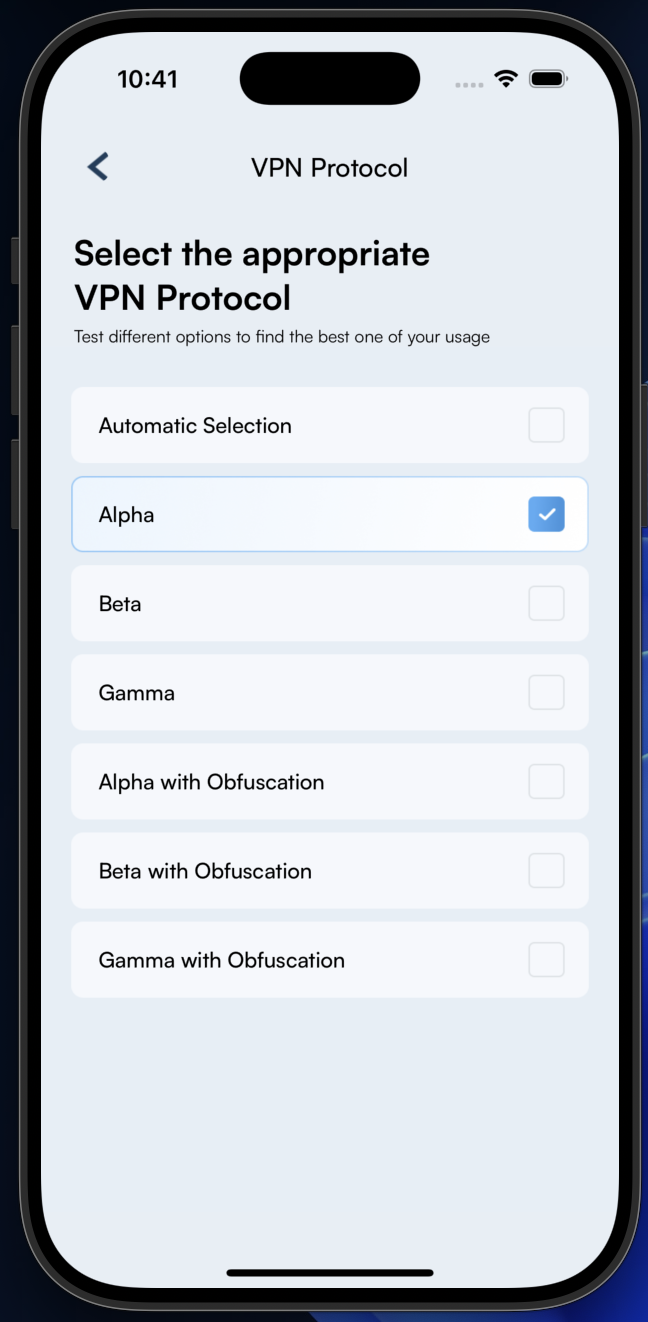 10:41
VPN Protocol
Select the appropriate
VPN Protocol
Test different options to find the best one of your usage
Automatic Selection
Alpha
Beta
Gamma
Alpha with Obfuscation
Beta with Obfuscation
Gamma with Obfuscation